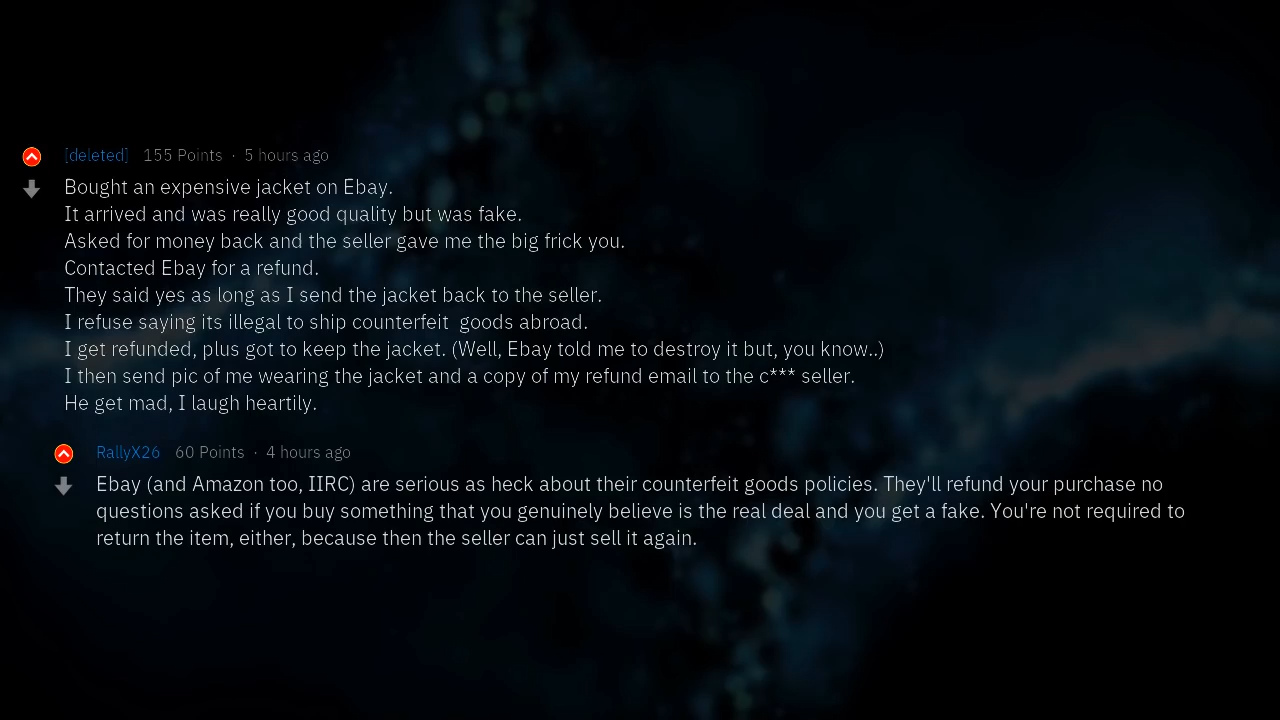 [deleted] 155 Points · 5 hours ago
Bought an expensive jacket on Ebay.
It arrived and was really good quality but was fake.
Asked for money back and the seller gave me the big frick you.
Contacted Ebay for a refund.
They said yes as long as I send the jacket back to the seller.
I refuse saying its illegal to ship counterfeit  goods abroad.
I get refunded, plus got to keep the jacket. (Well, Ebay told me to destroy it but, you know..)
I then send pic of me wearing the jacket and a copy of my refund email to the c*** seller.
He get mad, I laugh heartily.
RallyX26 60 Points · 4 hours ago
Ebay (and Amazon too, IIRC) are serious as heck about their counterfeit goods policies. They'll refund your purchase no
questions asked if you buy something that you genuinely believe is the real deal and you get a fake. You're not required to
return the item, either, because then the seller can just sell it again.